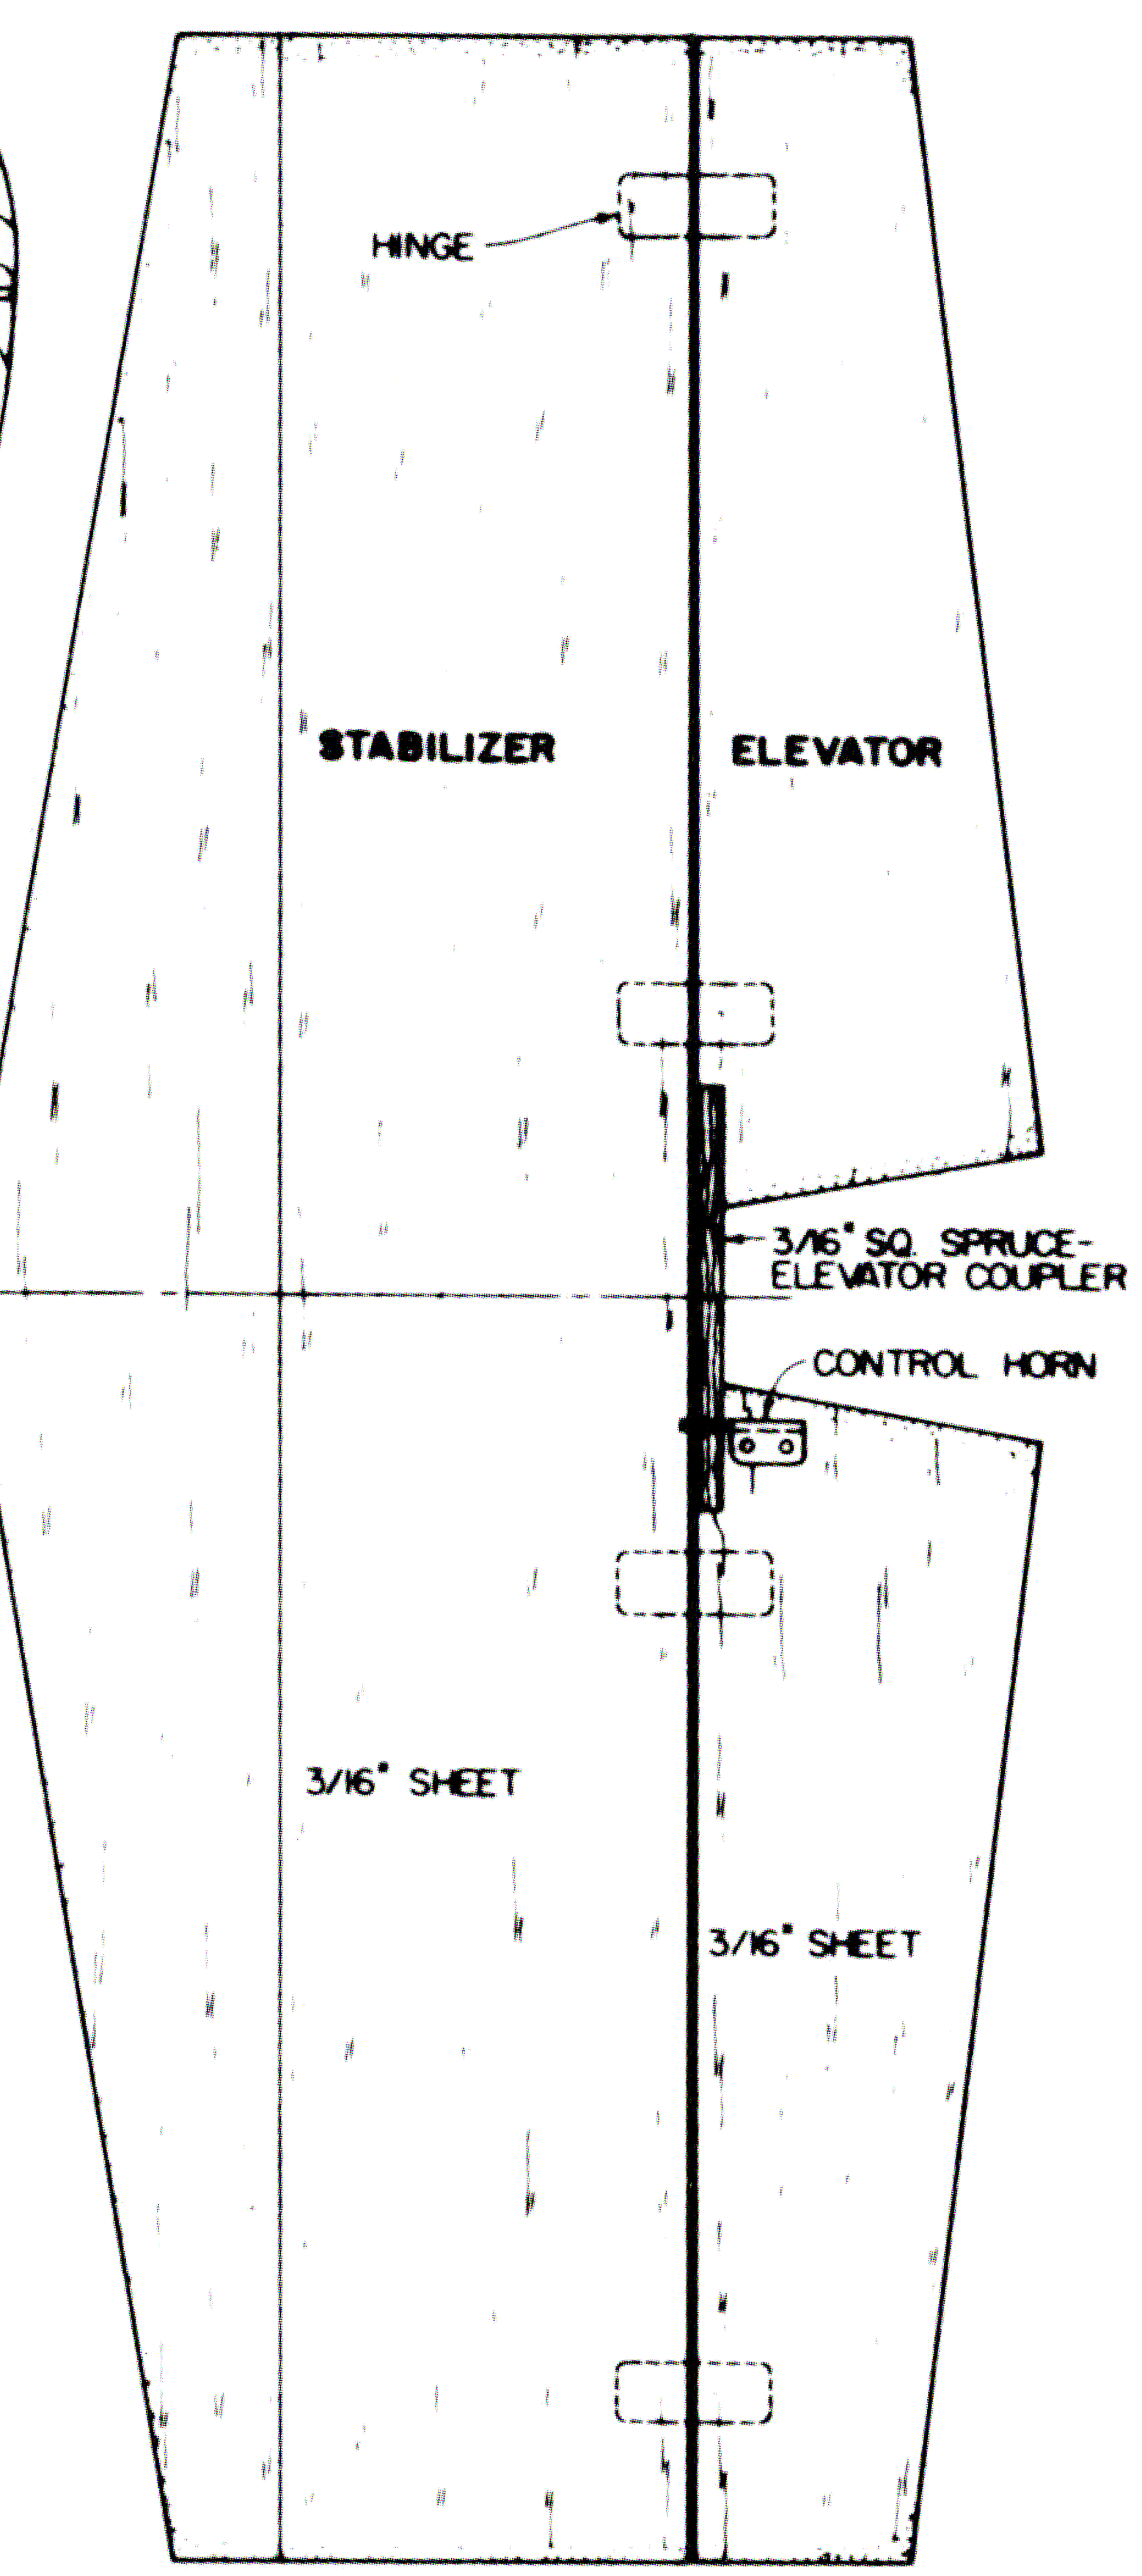 HINGE
STABILIZER
ELEVATOR
3/16" SQ. SPRUCE-
ELEVATOR COUPLER
CONTROL HORN
3/16" SHEET
3/16" SHEET